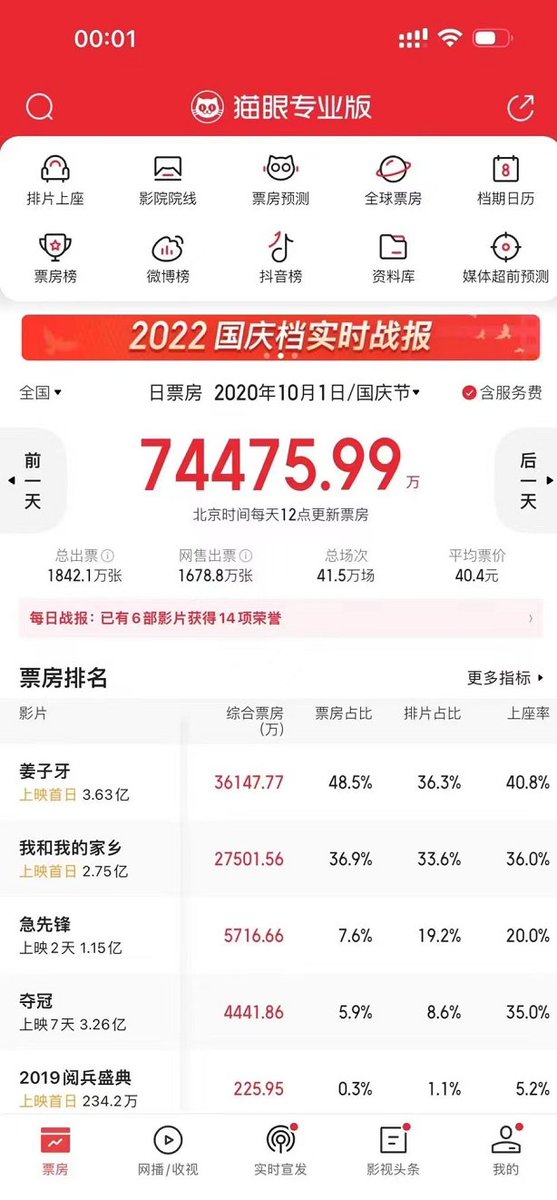 00:01
猫眼专业版
排片上座 影院院线 票房预测 全球票房 8 档期日历
票房榜 微博榜 抖音榜 资料库 媒体超前预测
2022 国庆档实时战报
全国 日票房 2020年10月1日/国庆节 含服务费
前一天 74475.99万 后一天
北京时间每天12点更新票房
总出票 网售出票 总场次 平均票价
1842.1万张 1678.8万张 41.5万场 40.4元
每日战报：已有6部影片获得14项荣誉
票房排名 更多指标
影片 综合票房(万) 票房占比 排片占比 上座率
姜子牙 36147.77 48.5% 36.3% 40.8%
上映首日 3.63亿
我和我的家乡 27501.56 36.9% 33.6% 36.0%
上映首日 2.75亿
急先锋 5716.66 7.6% 19.2% 20.0%
上映2天 1.15亿
夺冠 4441.86 5.9% 8.6% 35.0%
上映7天 3.26亿
2019阅兵盛典 225.95 0.3% 1.1% 5.2%
上映首日 234.2万
票房 网播/收视 实时宣发 影视头条 我的